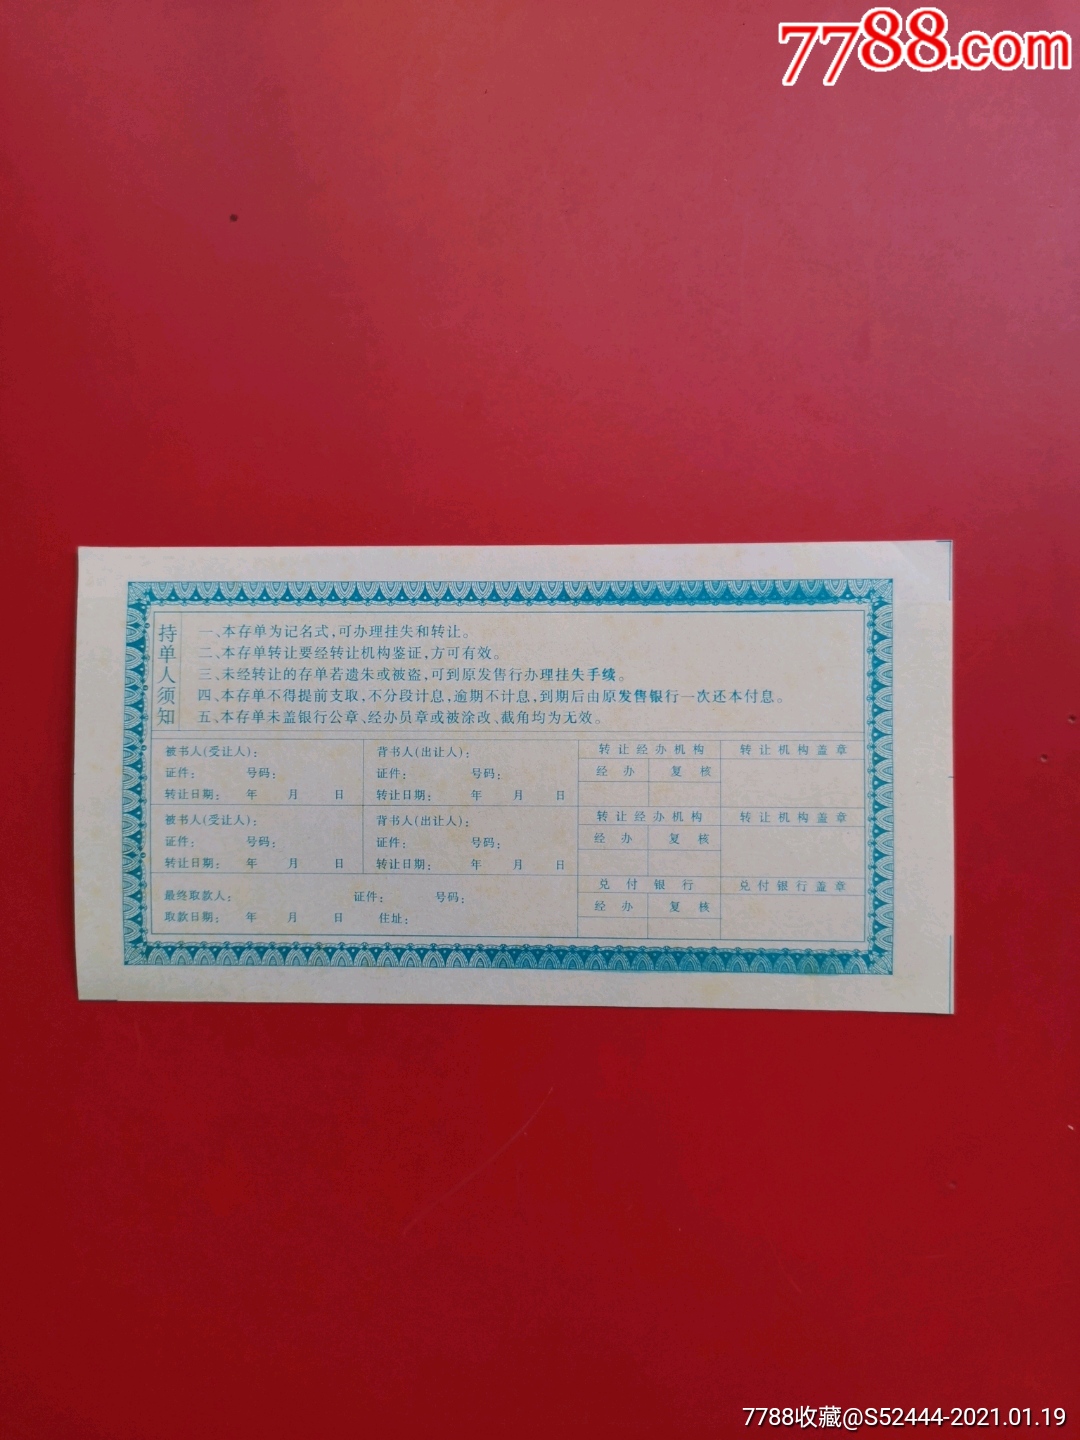 7788.com
持单人须知
一、本存单为记名式，可办理挂失和转让。
二、本存单转让要经转让机构鉴证，方可有效。
三、未经转让的存单若遗失或被盗，可到原发售行办理挂失手续。
四、本存单不得提前支取，不分段计息，逾期不计息，到期后由原发售银行一次还本付息。
五、本存单未盖银行公章、经办员章或被涂改、截角均为无效。
被书人(受让人)： 背书人(出让人)： 转让经办机构 转让机构盖章
证件： 号码： 证件： 号码： 经办 复核
转让日期： 年 月 日 转让日期： 年 月 日
被书人(受让人)： 背书人(出让人)： 转让经办机构 转让机构盖章
证件： 号码： 证件： 号码： 经办 复核
转让日期： 年 月 日 转让日期： 年 月 日
兑付银行 兑付银行盖章
最终取款人： 证件： 号码： 经办 复核
取款日期： 年 月 日 住址：
7788收藏@S52444-2021.01.19